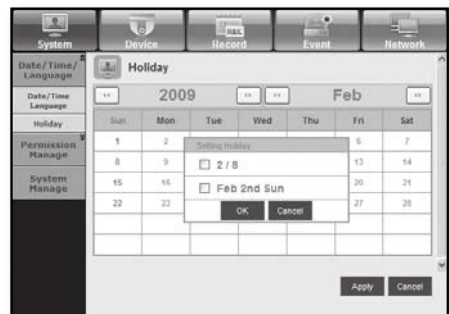 System Device Record Event Network
REC
Date/Time/
Language
Date/Time
Language
Holiday
Permission
Manage
System
Manage
Holiday
2009 Feb
Sun Mon Tue Wed Thu Fri Sat
1 2 6 7
8 9 13 14
15 16 20 21
22 23 27 28
Setting Holiday
2 / 8
Feb 2nd Sun
OK Cancel
Apply Cancel